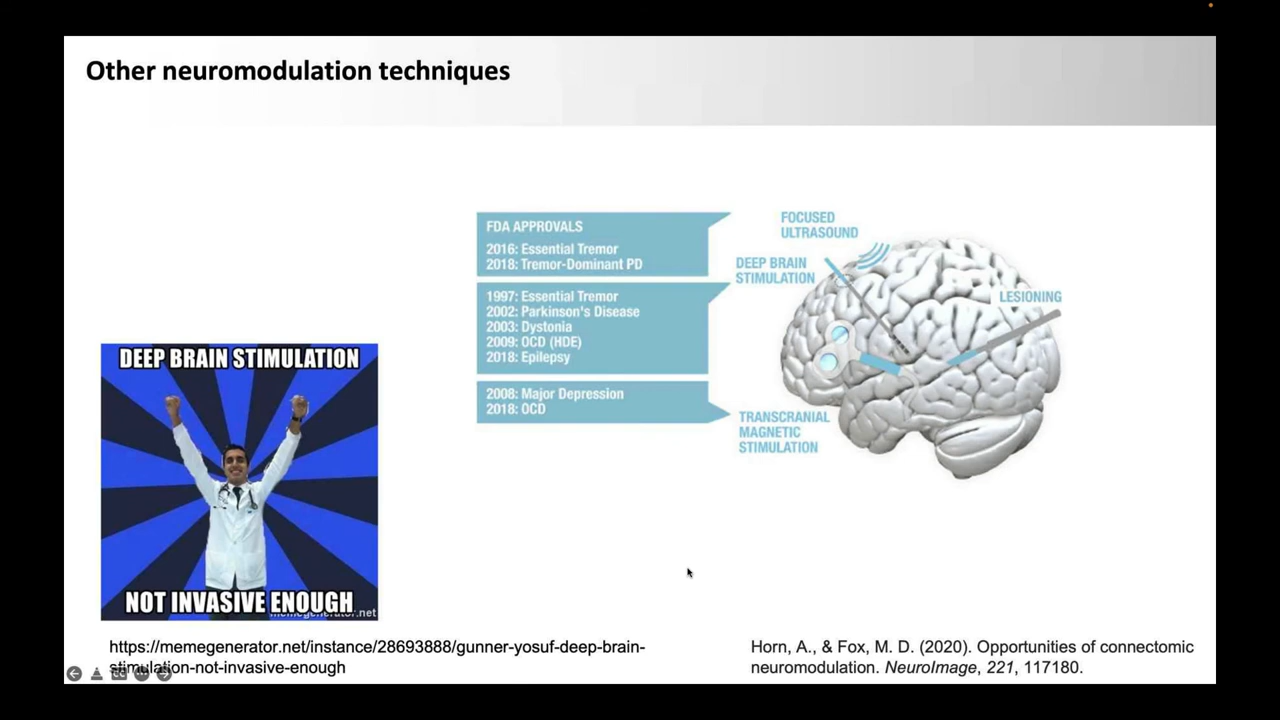 Other neuromodulation techniques
FDA APPROVALS
2016: Essential Tremor
2018: Tremor-Dominant PD
1997: Essential Tremor
2002: Parkinson's Disease
2003: Dystonia
2009: OCD (HDE)
2018: Epilepsy
2008: Major Depression
2018: OCD
FOCUSED
ULTRASOUND
DEEP BRAIN
STIMULATION
LESIONING
TRANSCRANIAL
MAGNETIC
STIMULATION
DEEP BRAIN STIMULATION
NOT INVASIVE ENOUGH
memegenerator.net
https://memegenerator.net/instance/28693888/gunner-yosuf-deep-brain-
stimulation-not-invasive-enough
Horn, A., & Fox, M. D. (2020). Opportunities of connectomic
neuromodulation. NeuroImage, 221, 117180.